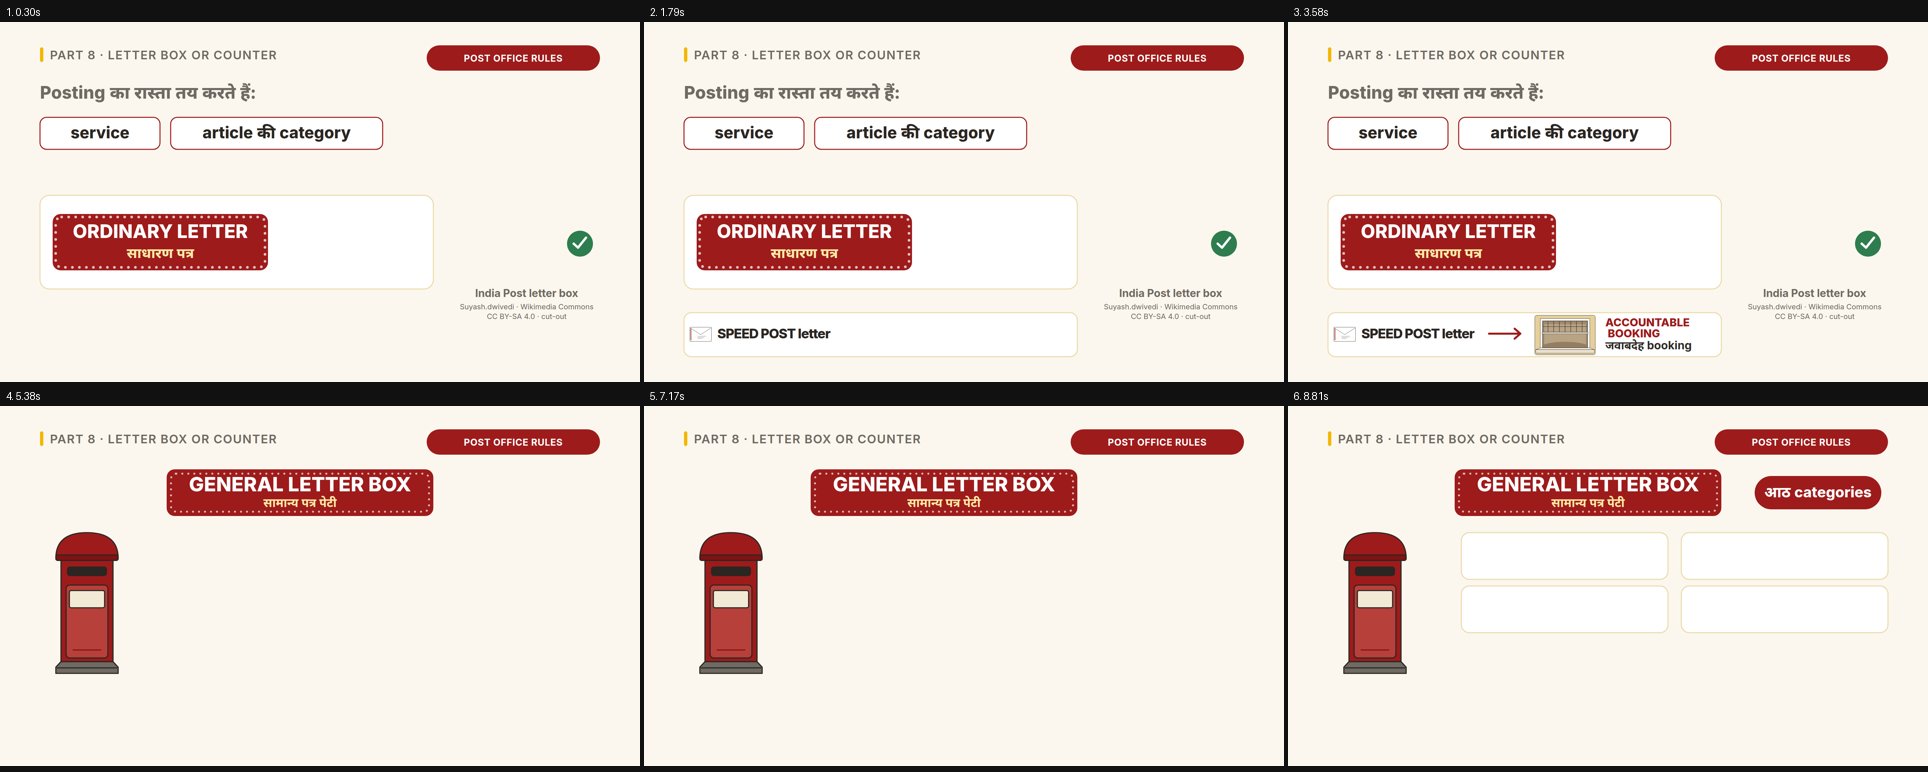 1. 0.30s
PART 8 · LETTER BOX OR COUNTER
POST OFFICE RULES
Posting का रास्ता तय करते हैं:
service
article की category
ORDINARY LETTER
साधारण पत्र
India Post letter box
Suyash.dwivedi · Wikimedia Commons
CC BY-SA 4.0 · cut-out
2. 1.79s
PART 8 · LETTER BOX OR COUNTER
POST OFFICE RULES
Posting का रास्ता तय करते हैं:
service
article की category
ORDINARY LETTER
साधारण पत्र
India Post letter box
Suyash.dwivedi · Wikimedia Commons
CC BY-SA 4.0 · cut-out
SPEED POST letter
3. 3.58s
PART 8 · LETTER BOX OR COUNTER
POST OFFICE RULES
Posting का रास्ता तय करते हैं:
service
article की category
ORDINARY LETTER
साधारण पत्र
India Post letter box
Suyash.dwivedi · Wikimedia Commons
CC BY-SA 4.0 · cut-out
SPEED POST letter
ACCOUNTABLE
BOOKING
जवाबदेह booking
4. 5.38s
PART 8 · LETTER BOX OR COUNTER
POST OFFICE RULES
GENERAL LETTER BOX
सामान्य पत्र पेटी
5. 7.17s
PART 8 · LETTER BOX OR COUNTER
POST OFFICE RULES
GENERAL LETTER BOX
सामान्य पत्र पेटी
6. 8.81s
PART 8 · LETTER BOX OR COUNTER
POST OFFICE RULES
GENERAL LETTER BOX
सामान्य पत्र पेटी
आठ categories